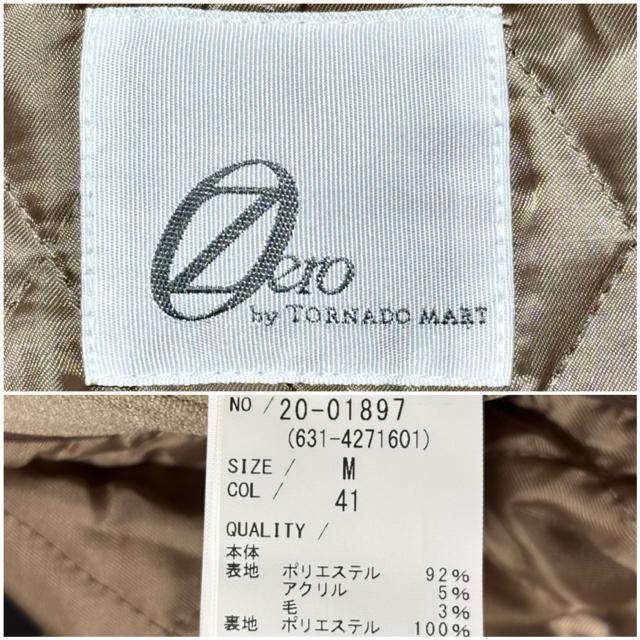 Zero
by TORNADO MART
NO / 20-01897
(631-4271601)
SIZE / M
COL / 41
QUALITY /
本体
表地 ポリエステル 92%
アクリル 5%
毛 3%
裏地 ポリエステル 100%